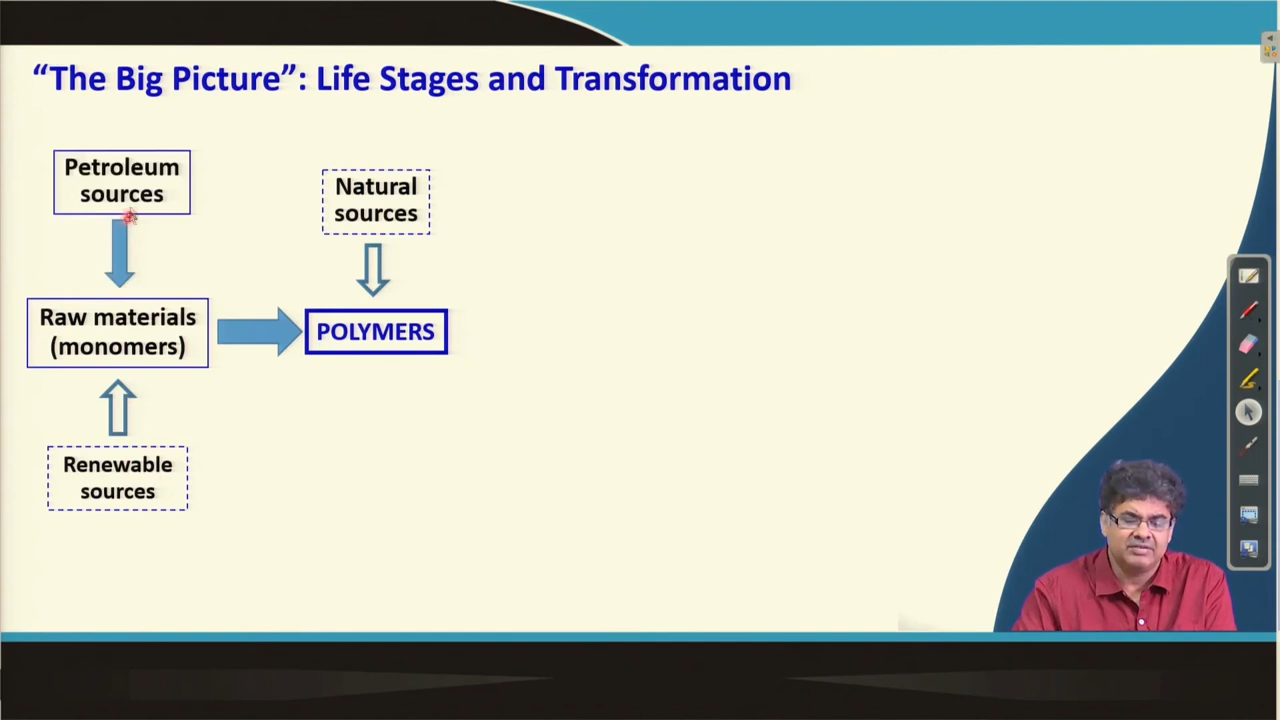 “The Big Picture”: Life Stages and Transformation
Petroleum
sources
Natural
sources
Raw materials
(monomers)
POLYMERS
Renewable
sources